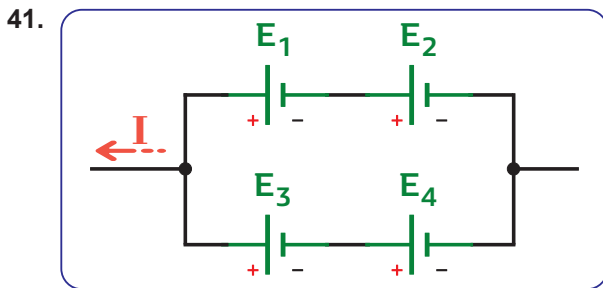 41.
E1 E2
+ − + −
I
E3 E4
+ − + −